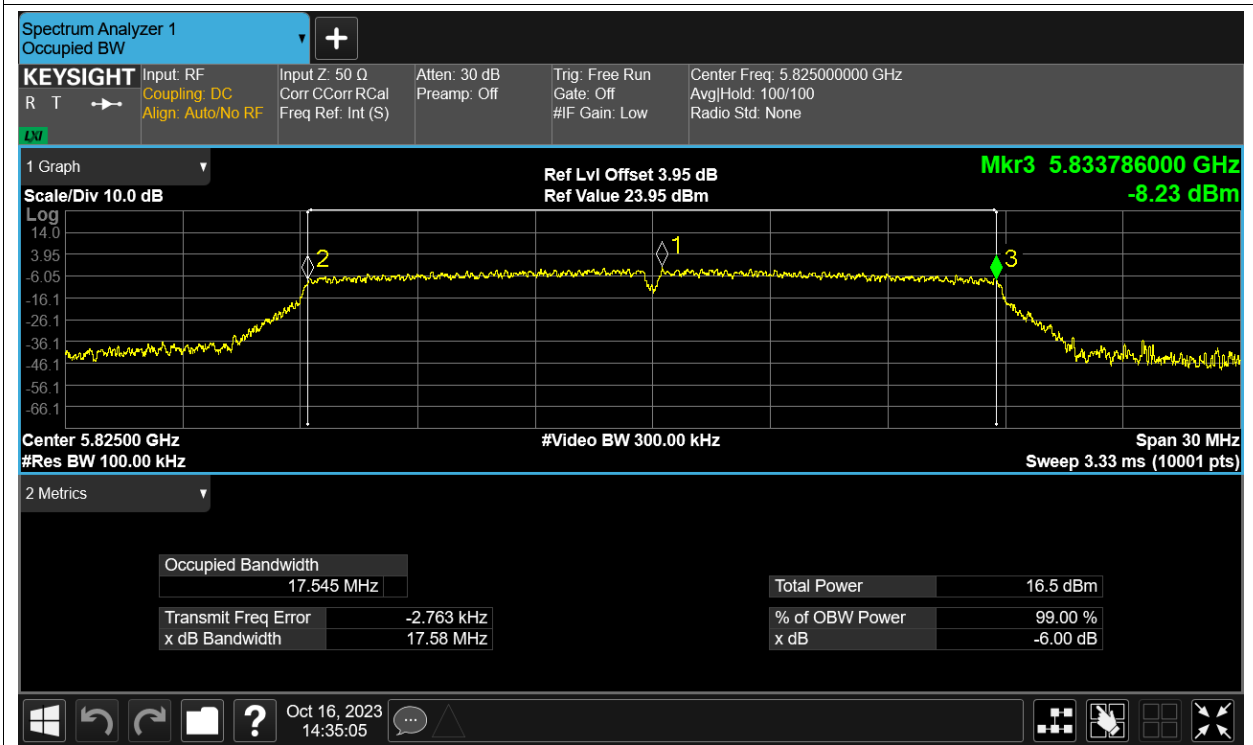 Spectrum Analyzer 1
Occupied BW
+
KEYSIGHT
R T
LXI
Input: RF
Coupling: DC
Align: Auto/No RF
Input Z: 50 Ω
Corr CCorr RCal
Freq Ref: Int (S)
Atten: 30 dB
Preamp: Off
Trig: Free Run
Gate: Off
#IF Gain: Low
Center Freq: 5.825000000 GHz
Avg|Hold: 100/100
Radio Std: None
1 Graph
Scale/Div 10.0 dB
Ref Lvl Offset 3.95 dB
Ref Value 23.95 dBm
Mkr3 5.833786000 GHz
-8.23 dBm
Log
14.0
3.95
-6.05
-16.1
-26.1
-36.1
-46.1
-56.1
-66.1
2
1
3
Center 5.82500 GHz
#Res BW 100.00 kHz
#Video BW 300.00 kHz
Span 30 MHz
Sweep 3.33 ms (10001 pts)
2 Metrics
Occupied Bandwidth
17.545 MHz
Transmit Freq Error -2.763 kHz
x dB Bandwidth 17.58 MHz
Total Power 16.5 dBm
% of OBW Power 99.00 %
x dB -6.00 dB
?
Oct 16, 2023
14:35:05